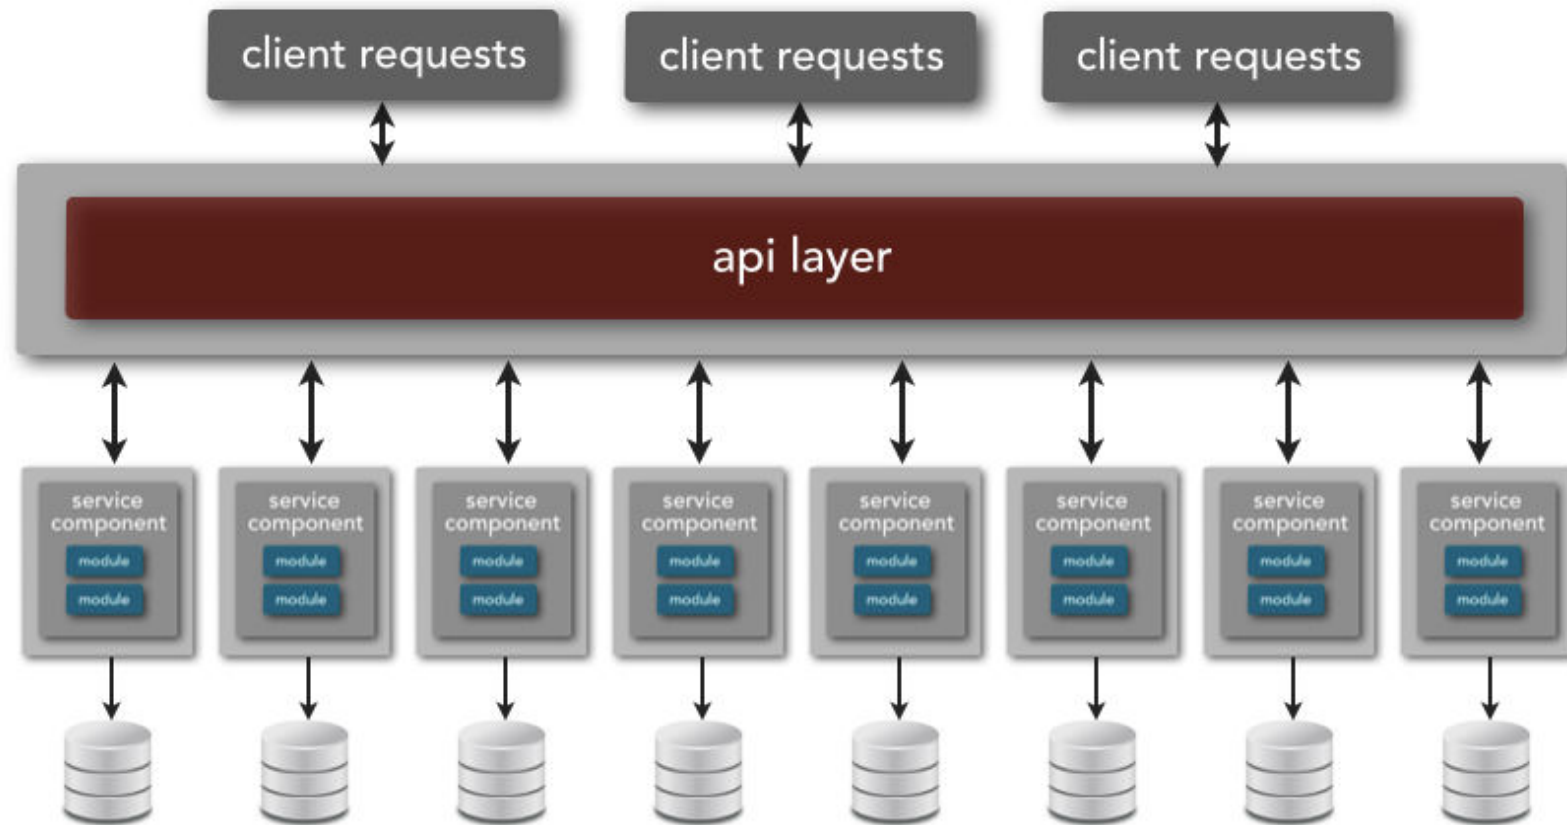 client requests
client requests
client requests
api layer
service
component
module
module
service
component
module
module
service
component
module
module
service
component
module
module
service
component
module
module
service
component
module
module
service
component
module
module
service
component
module
module